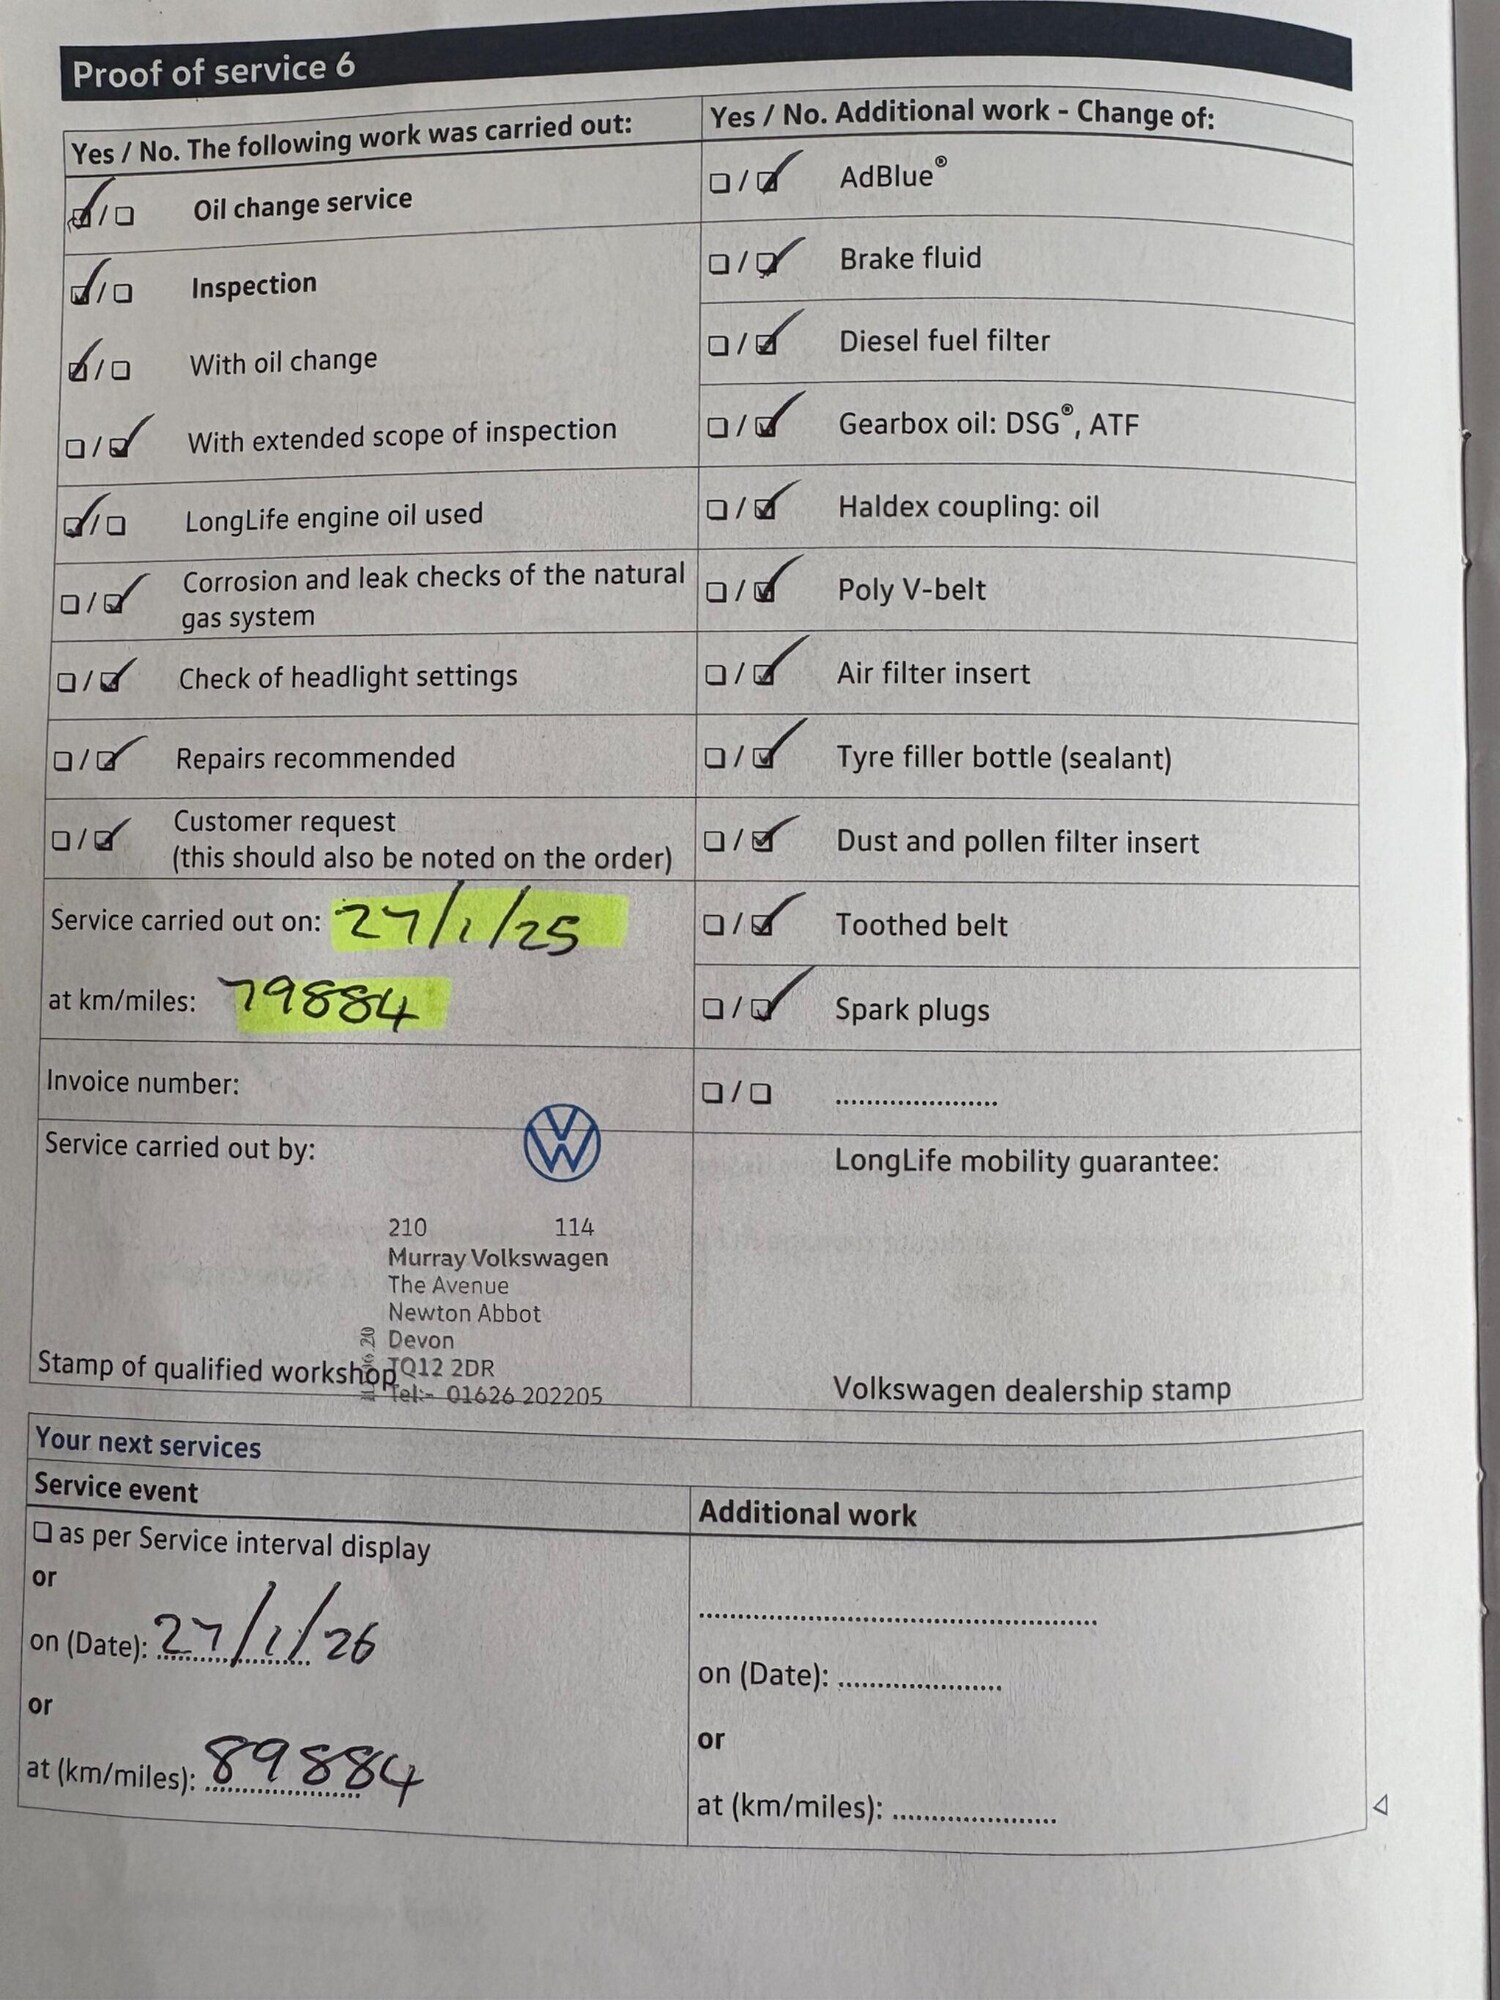 Proof of service 6
Yes / No. The following work was carried out:
Oil change service
Inspection
With oil change
With extended scope of inspection
LongLife engine oil used
Corrosion and leak checks of the natural
gas system
Check of headlight settings
Repairs recommended
Customer request
(this should also be noted on the order)
Service carried out on: 27/1/25
at km/miles: 79884
Invoice number:
Service carried out by:
210 114
Murray Volkswagen
The Avenue
Newton Abbot
Devon
TQ12 2DR
Tel:- 01626 202205
Stamp of qualified workshop
Yes / No. Additional work - Change of:
AdBlue®
Brake fluid
Diesel fuel filter
Gearbox oil: DSG®, ATF
Haldex coupling: oil
Poly V-belt
Air filter insert
Tyre filler bottle (sealant)
Dust and pollen filter insert
Toothed belt
Spark plugs
LongLife mobility guarantee:
Volkswagen dealership stamp
Your next services
Service event
as per Service interval display
or
on (Date): 27/1/26
or
at (km/miles): 89884
Additional work
on (Date):
or
at (km/miles):